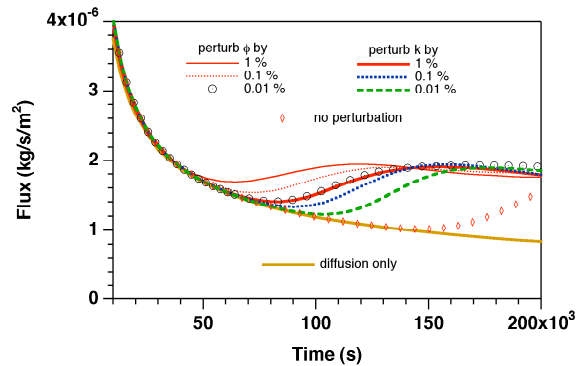 4x10⁻⁶
3
2
1
0
Flux (kg/s/m²)
perturb ϕ by
1 %
0.1 %
0.01 %
perturb k by
1 %
0.1 %
0.01 %
no perturbation
diffusion only
50
100
150
200x10³
Time (s)